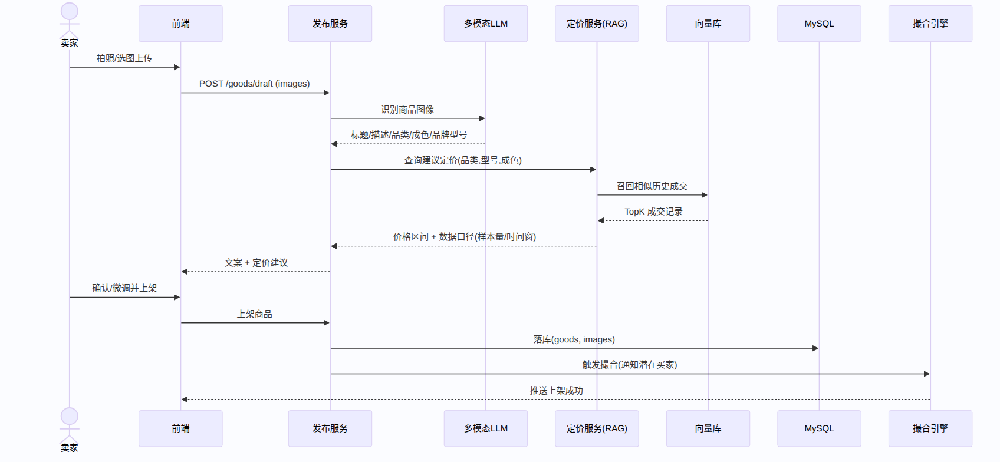 卖家
前端
发布服务
多模态LLM
定价服务(RAG)
向量库
MySQL
撮合引擎
拍照/选图上传
POST /goods/draft (images)
识别商品图像
标题/描述/品类/成色/品牌型号
查询建议定价(品类,型号,成色)
召回相似历史成交
TopK 成交记录
价格区间 + 数据口径(样本量/时间窗)
文案 + 定价建议
确认/微调并上架
上架商品
落库(goods, images)
触发撮合(通知潜在买家)
推送上架成功
卖家
前端
发布服务
多模态LLM
定价服务(RAG)
向量库
MySQL
撮合引擎